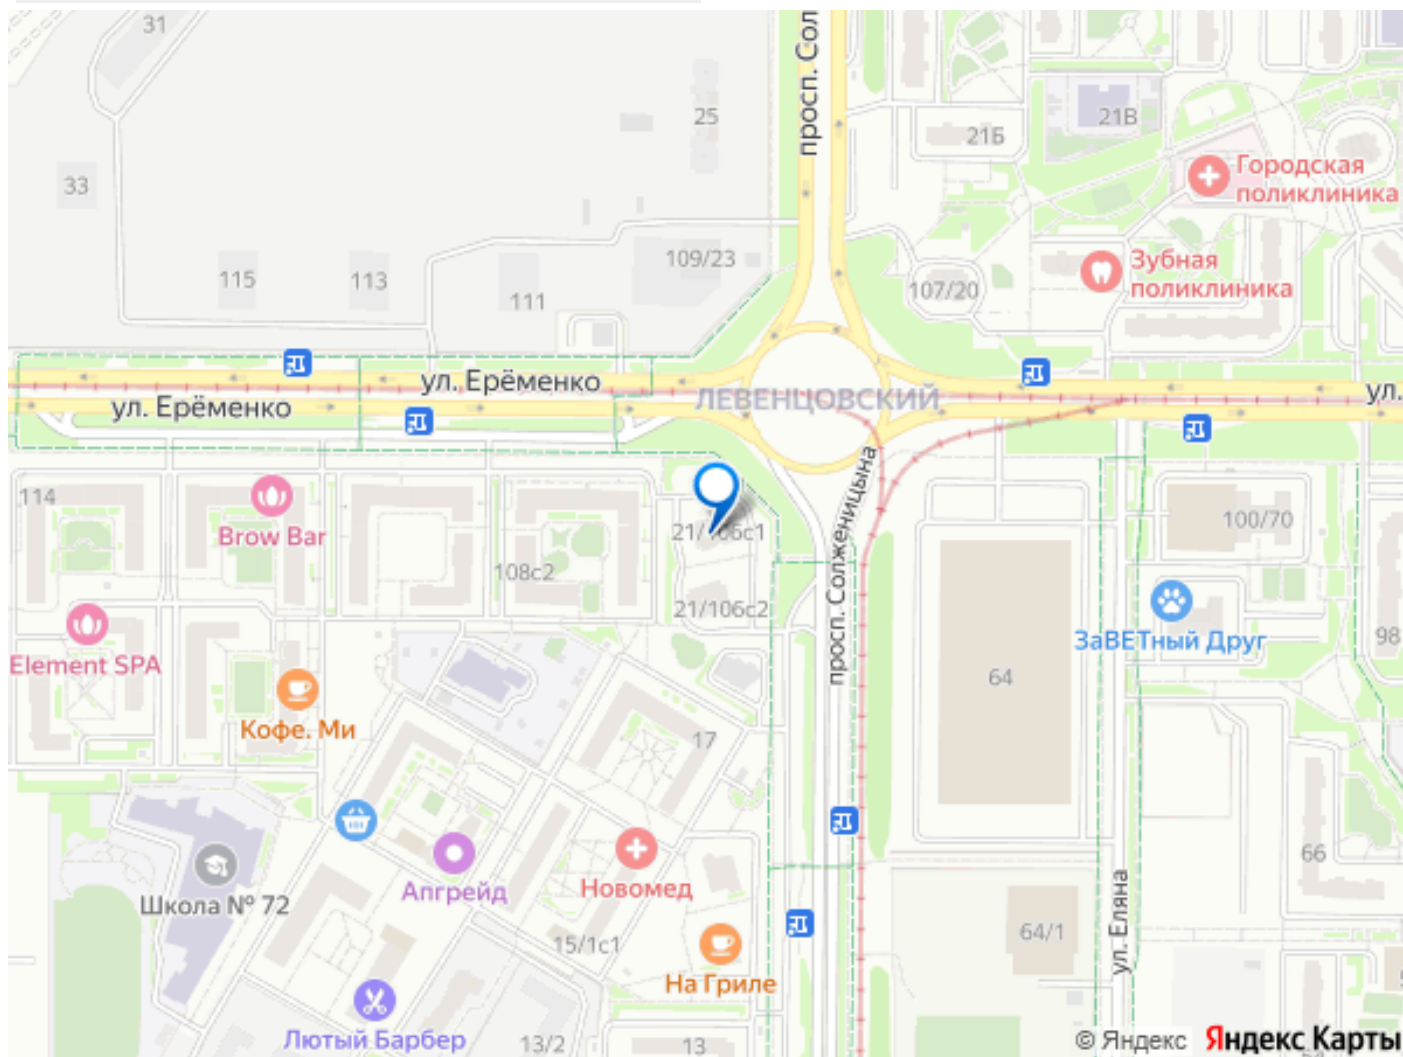 31
просп. Сол
25
21В
21Б
Городская
поликлиника
33
109/23
Зубная
поликлиника
115
113
111
107/20
ул. Ерёменко
ул.
ЛЕВЕНЦОВСКИЙ
ул. Ерёменко
114
Brow Bar
21/106с1
100/70
просп. Солженицына
108с2
21/106с2
ЗаВЕТный Друг
98
Element SPA
64
Кофе. Ми
17
66
Школа № 72
Апгрейд
Новомед
ул. Еляна
64/1
15/1с1
На Гриле
Лютый Барбер
13/2
13
© Яндекс
Яндекс Карты